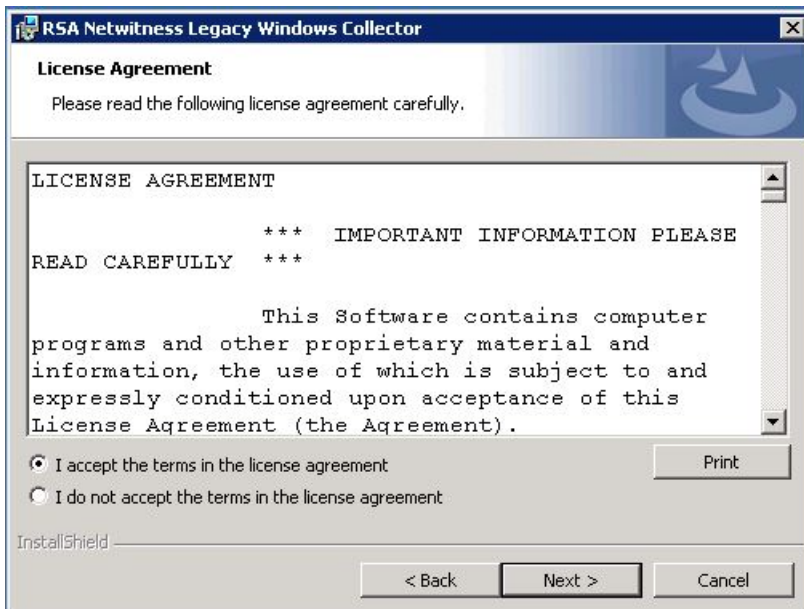 RSA Netwitness Legacy Windows Collector
License Agreement
Please read the following license agreement carefully.
LICENSE AGREEMENT
*** IMPORTANT INFORMATION PLEASE
READ CAREFULLY ***
This Software contains computer
programs and other proprietary material and
information, the use of which is subject to and
expressly conditioned upon acceptance of this
License Agreement (the Agreement).
I accept the terms in the license agreement
Print
I do not accept the terms in the license agreement
InstallShield
< Back
Next >
Cancel